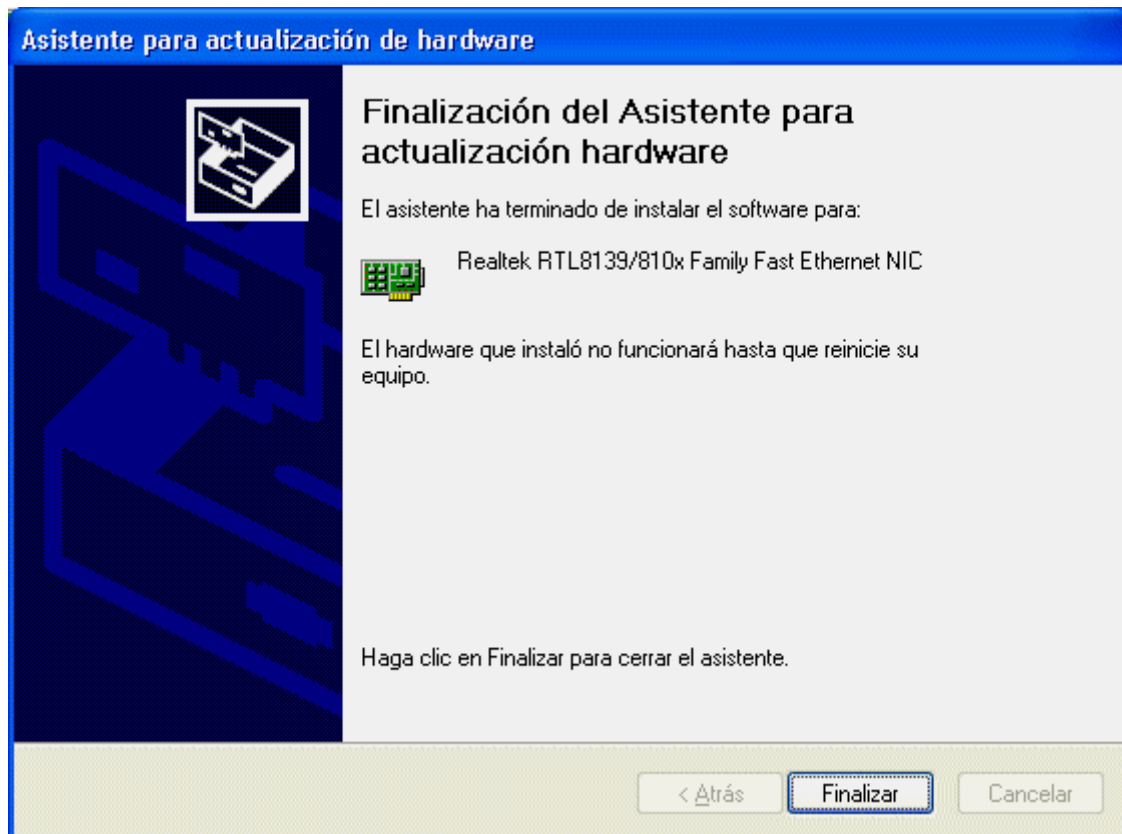 Asistente para actualización de hardware
Finalización del Asistente para
actualización hardware
El asistente ha terminado de instalar el software para:
Realtek RTL8139/810x Family Fast Ethernet NIC
El hardware que instaló no funcionará hasta que reinicie su
equipo.
Haga clic en Finalizar para cerrar el asistente.
< Atrás
Finalizar
Cancelar